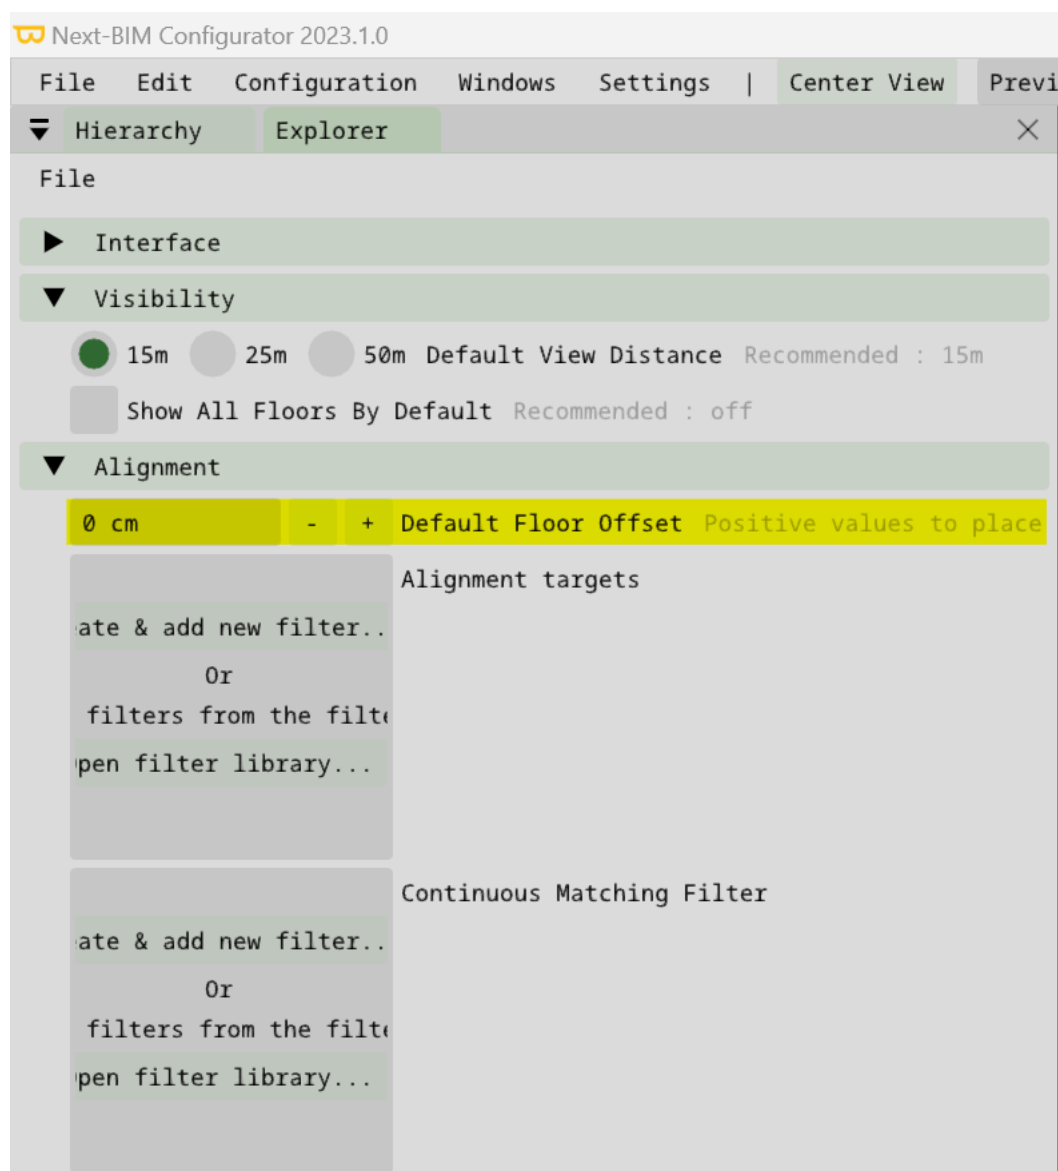 Next-BIM Configurator 2023.1.0
File Edit Configuration Windows Settings | Center View Previ
Hierarchy Explorer
File
Interface
Visibility
15m 25m 50m Default View Distance Recommended : 15m
Show All Floors By Default Recommended : off
Alignment
0 cm - + Default Floor Offset Positive values to place
Alignment targets
ate & add new filter..
Or
filters from the filte
pen filter library...
Continuous Matching Filter
ate & add new filter..
Or
filters from the filte
pen filter library...